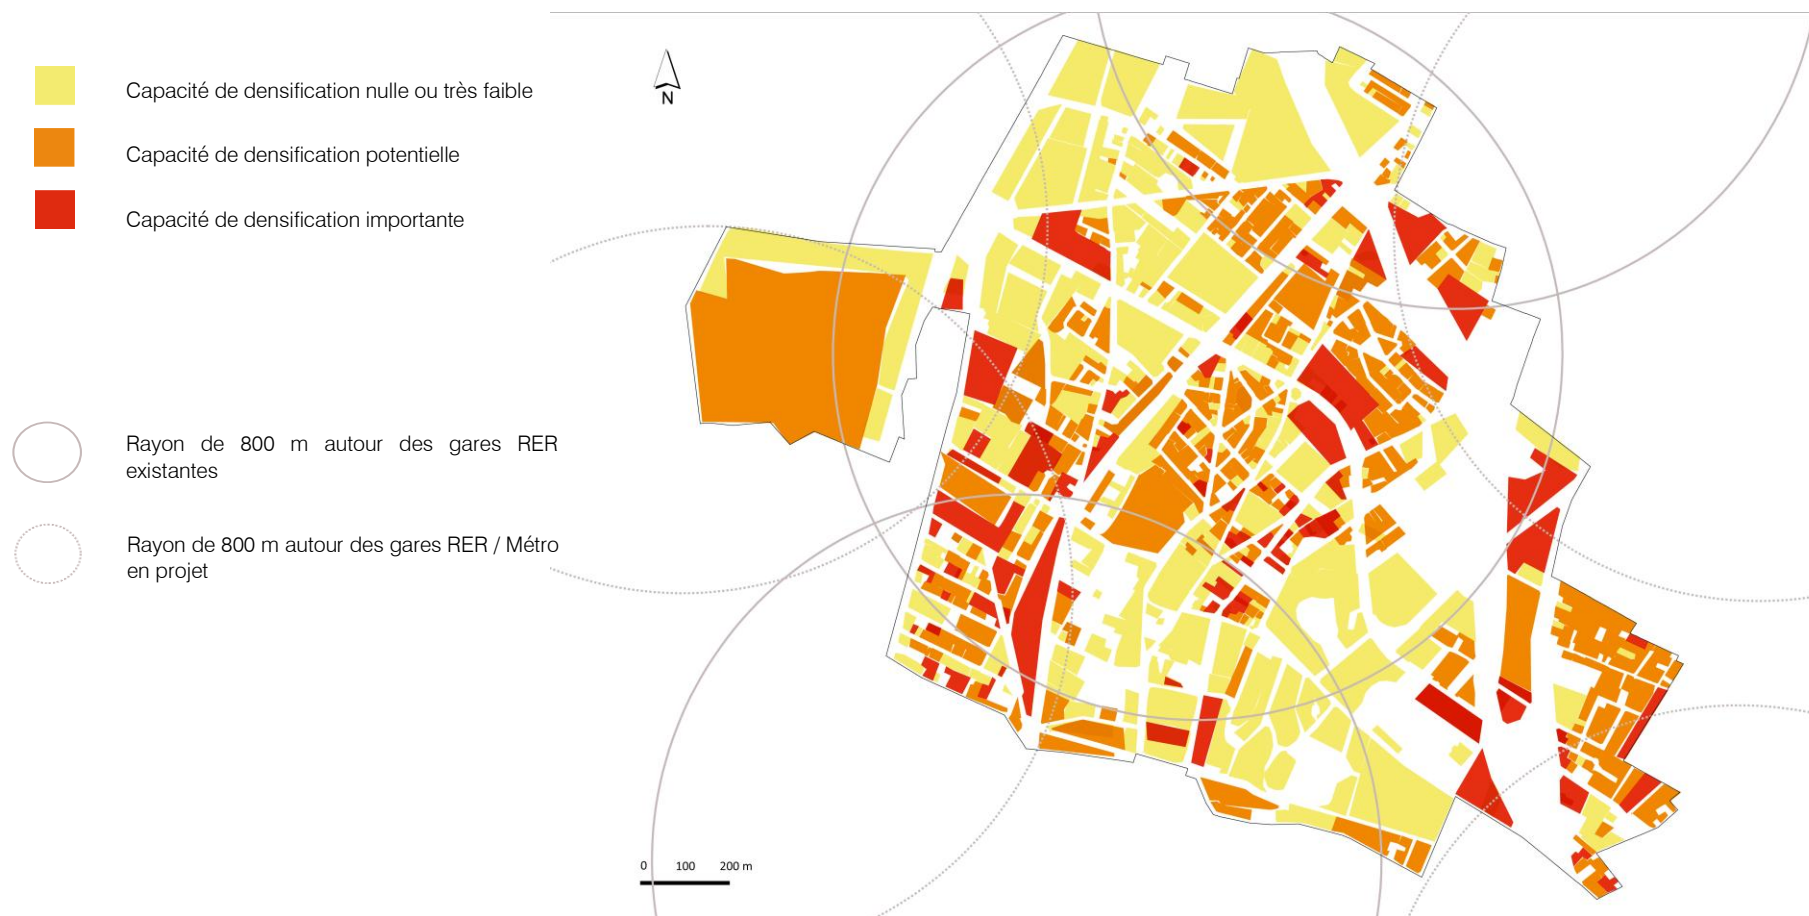 Capacité de densification nulle ou très faible
Capacité de densification potentielle
Capacité de densification importante
Rayon de 800 m autour des gares RER
existantes
Rayon de 800 m autour des gares RER / Métro
en projet
N
0 100 200 m